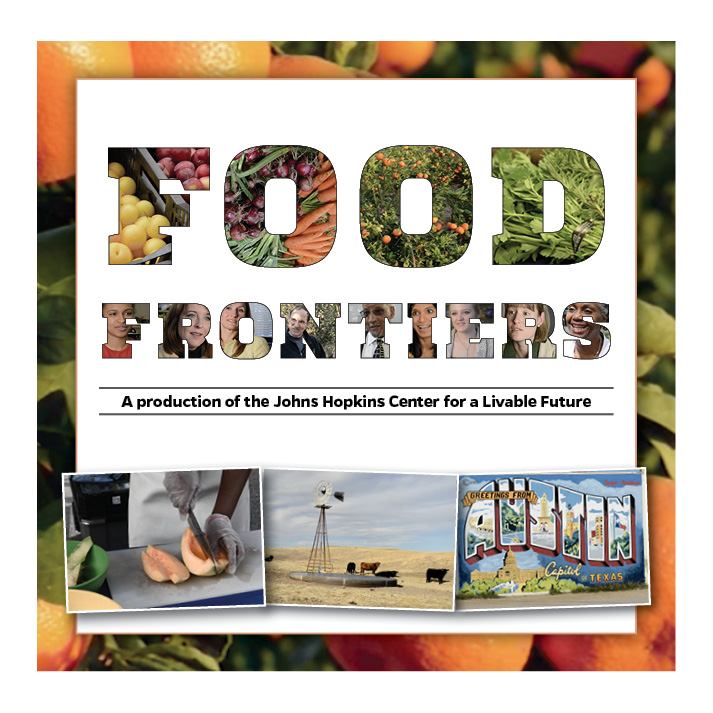 FOOD
FRONTIERS
A production of the Johns Hopkins Center for a Livable Future
GREETINGS FROM
AUSTIN
Capitol OF TEXAS